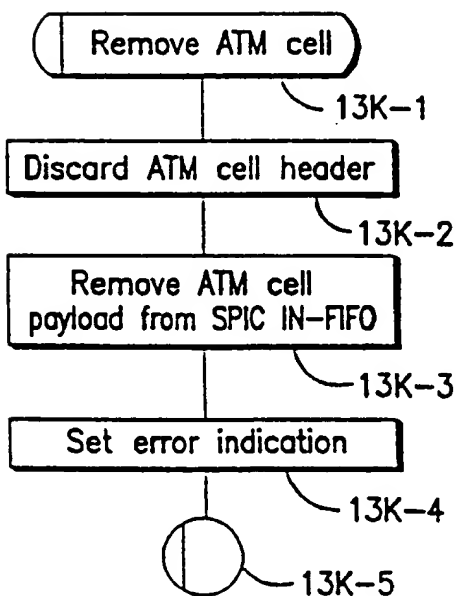 Remove ATM cell
13K-1
Discard ATM cell header
13K-2
Remove ATM cell
payload from SPIC IN-FIFO
13K-3
Set error indication
13K-4
13K-5